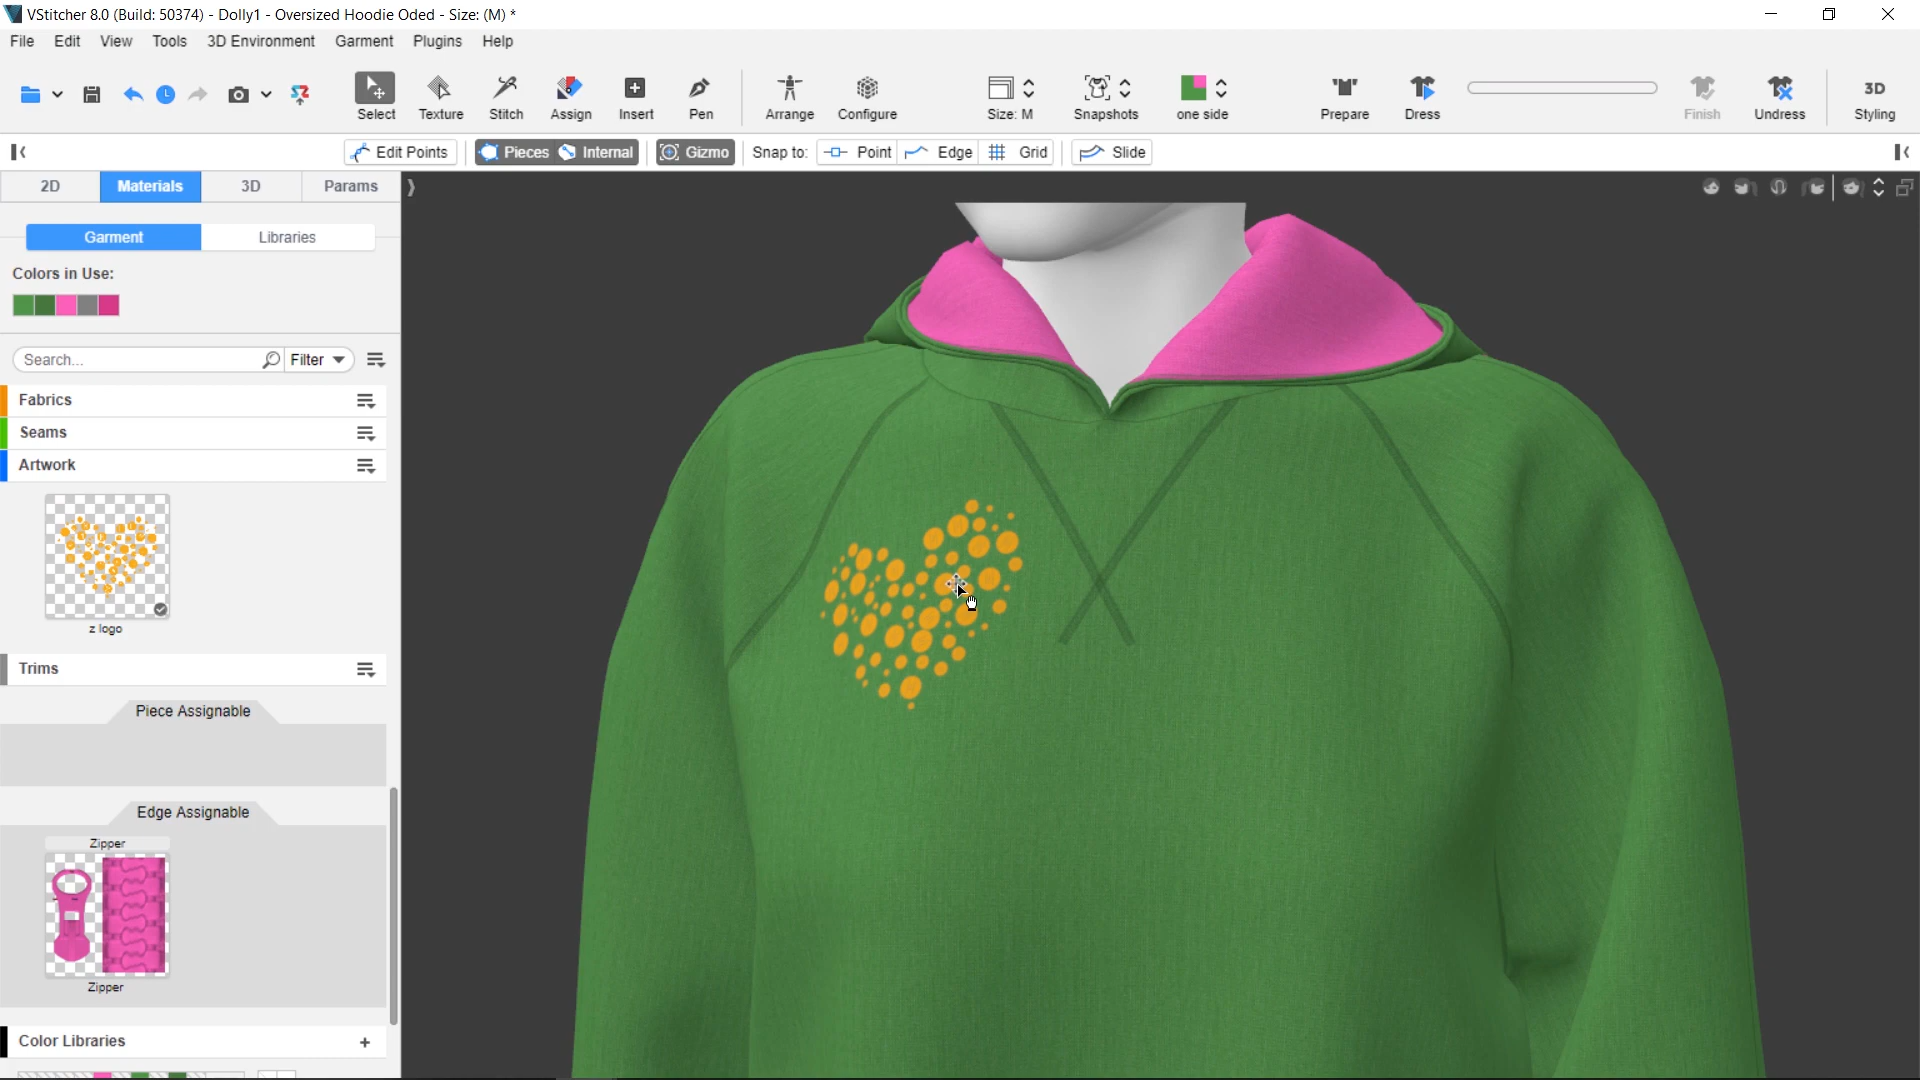 VStitcher 8.0 (Build: 50374) - Dolly1 - Oversized Hoodie Oded - Size: (M) *
File Edit View Tools 3D Environment Garment Plugins Help
Select Texture Stitch Assign Insert Pen Arrange Configure Size: M Snapshots one side Prepare Dress Finish Undress 3D Styling
Edit Points Pieces Internal Gizmo Snap to: Point Edge Grid Slide
2D Materials 3D Params
Garment Libraries
Colors in Use:
Search... Filter
Fabrics
Seams
Artwork
z logo
Trims
Piece Assignable
Edge Assignable
Zipper
Zipper
Color Libraries +